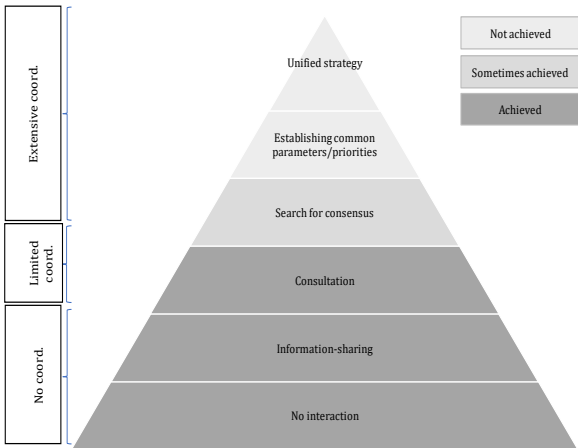 Extensive coord.
Limited
coord.
No coord.
Unified strategy
Establishing common
parameters/priorities
Search for consensus
Consultation
Information-sharing
No interaction
Not achieved
Sometimes achieved
Achieved